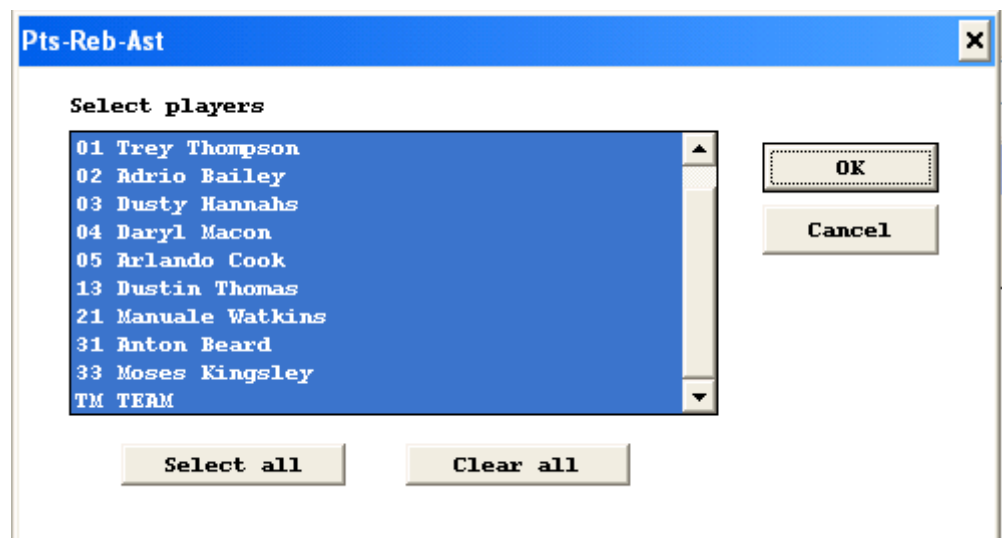 Pts-Reb-Ast
Select players
01 Trey Thompson
02 Adrio Bailey
03 Dusty Hannahs
04 Daryl Macon
05 Arlando Cook
13 Dustin Thomas
21 Manuale Watkins
31 Anton Beard
33 Moses Kingsley
TM TEAM
OK
Cancel
Select all
Clear all